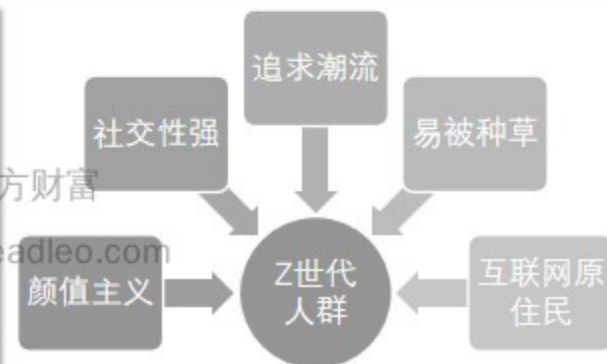 追求潮流
社交性强
易被种草
方财富
eadleo.com
颜值主义
Z世代
人群
互联网原
住民